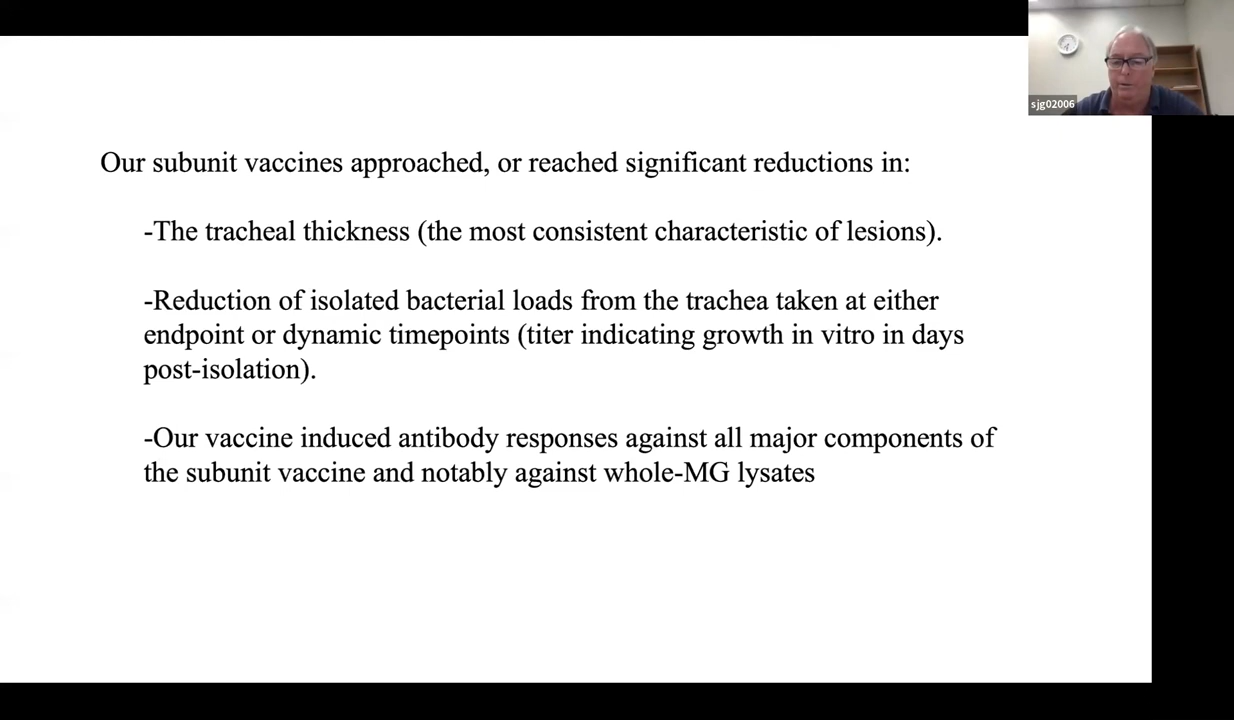 sjg02006
Our subunit vaccines approached, or reached significant reductions in:
-The tracheal thickness (the most consistent characteristic of lesions).
-Reduction of isolated bacterial loads from the trachea taken at either
endpoint or dynamic timepoints (titer indicating growth in vitro in days
post-isolation).
-Our vaccine induced antibody responses against all major components of
the subunit vaccine and notably against whole-MG lysates